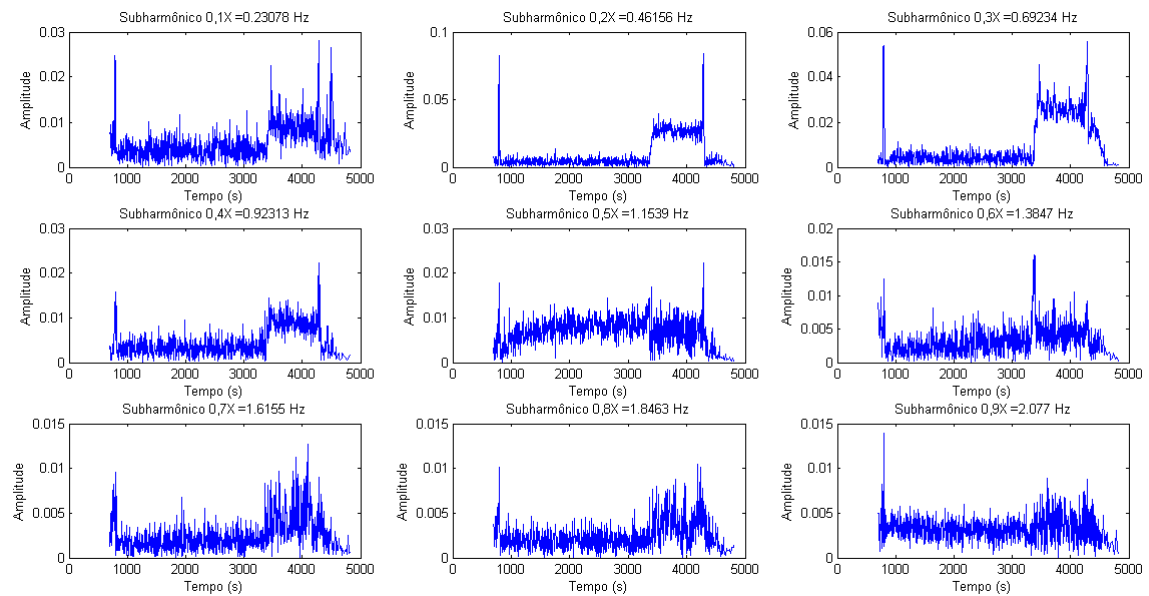 Subharmônico 0,1X =0.23078 Hz
0.03
0.02
0.01
0
Amplitude
0 1000 2000 3000 4000 5000
Tempo (s)
Subharmônico 0,2X =0.46156 Hz
0.1
0.05
0
Amplitude
0 1000 2000 3000 4000 5000
Tempo (s)
Subharmônico 0,3X =0.69234 Hz
0.06
0.04
0.02
0
Amplitude
0 1000 2000 3000 4000 5000
Tempo (s)
Subharmônico 0,4X =0.92313 Hz
0.03
0.02
0.01
0
Amplitude
0 1000 2000 3000 4000 5000
Tempo (s)
Subharmônico 0,5X =1.1539 Hz
0.03
0.02
0.01
0
Amplitude
0 1000 2000 3000 4000 5000
Tempo (s)
Subharmônico 0,6X =1.3847 Hz
0.02
0.015
0.01
0.005
0
Amplitude
0 1000 2000 3000 4000 5000
Tempo (s)
Subharmônico 0,7X =1.6155 Hz
0.015
0.01
0.005
0
Amplitude
0 1000 2000 3000 4000 5000
Tempo (s)
Subharmônico 0,8X =1.8463 Hz
0.015
0.01
0.005
0
Amplitude
0 1000 2000 3000 4000 5000
Tempo (s)
Subharmônico 0,9X =2.077 Hz
0.015
0.01
0.005
0
Amplitude
0 1000 2000 3000 4000 5000
Tempo (s)